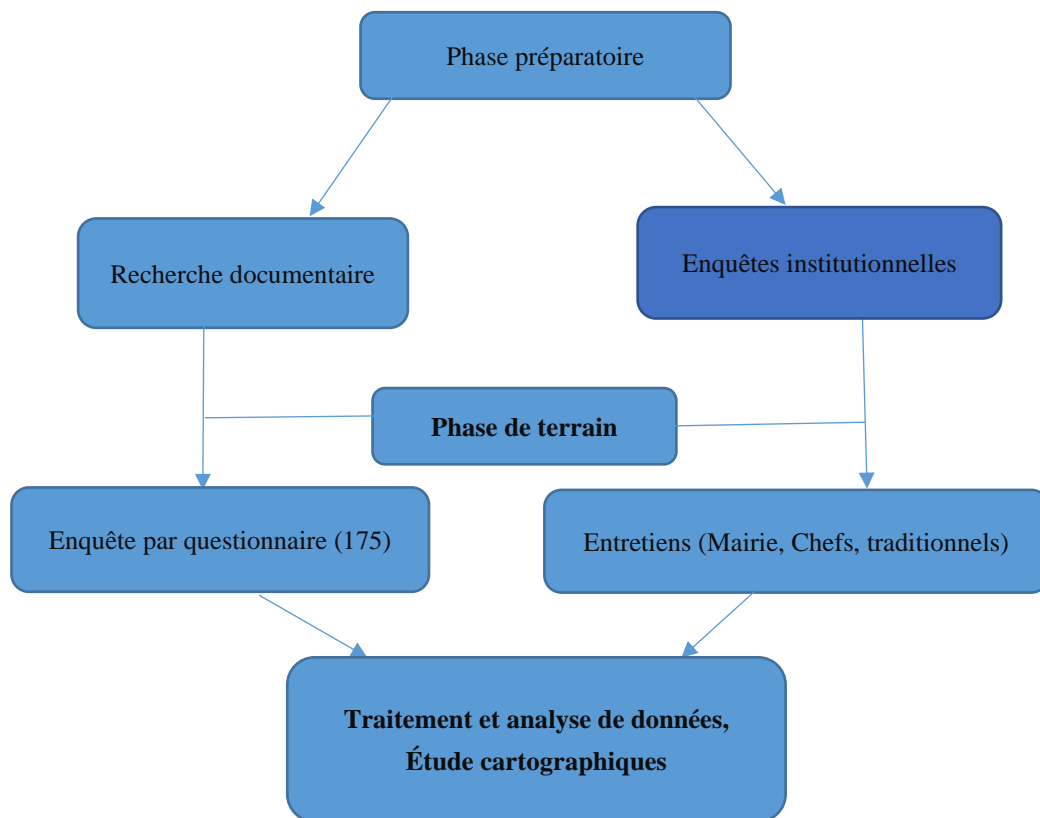 Phase préparatoire
Recherche documentaire
Enquêtes institutionnelles
Phase de terrain
Enquête par questionnaire (175)
Entretiens (Mairie, Chefs, traditionnels)
Traitement et analyse de données,
Étude cartographiques